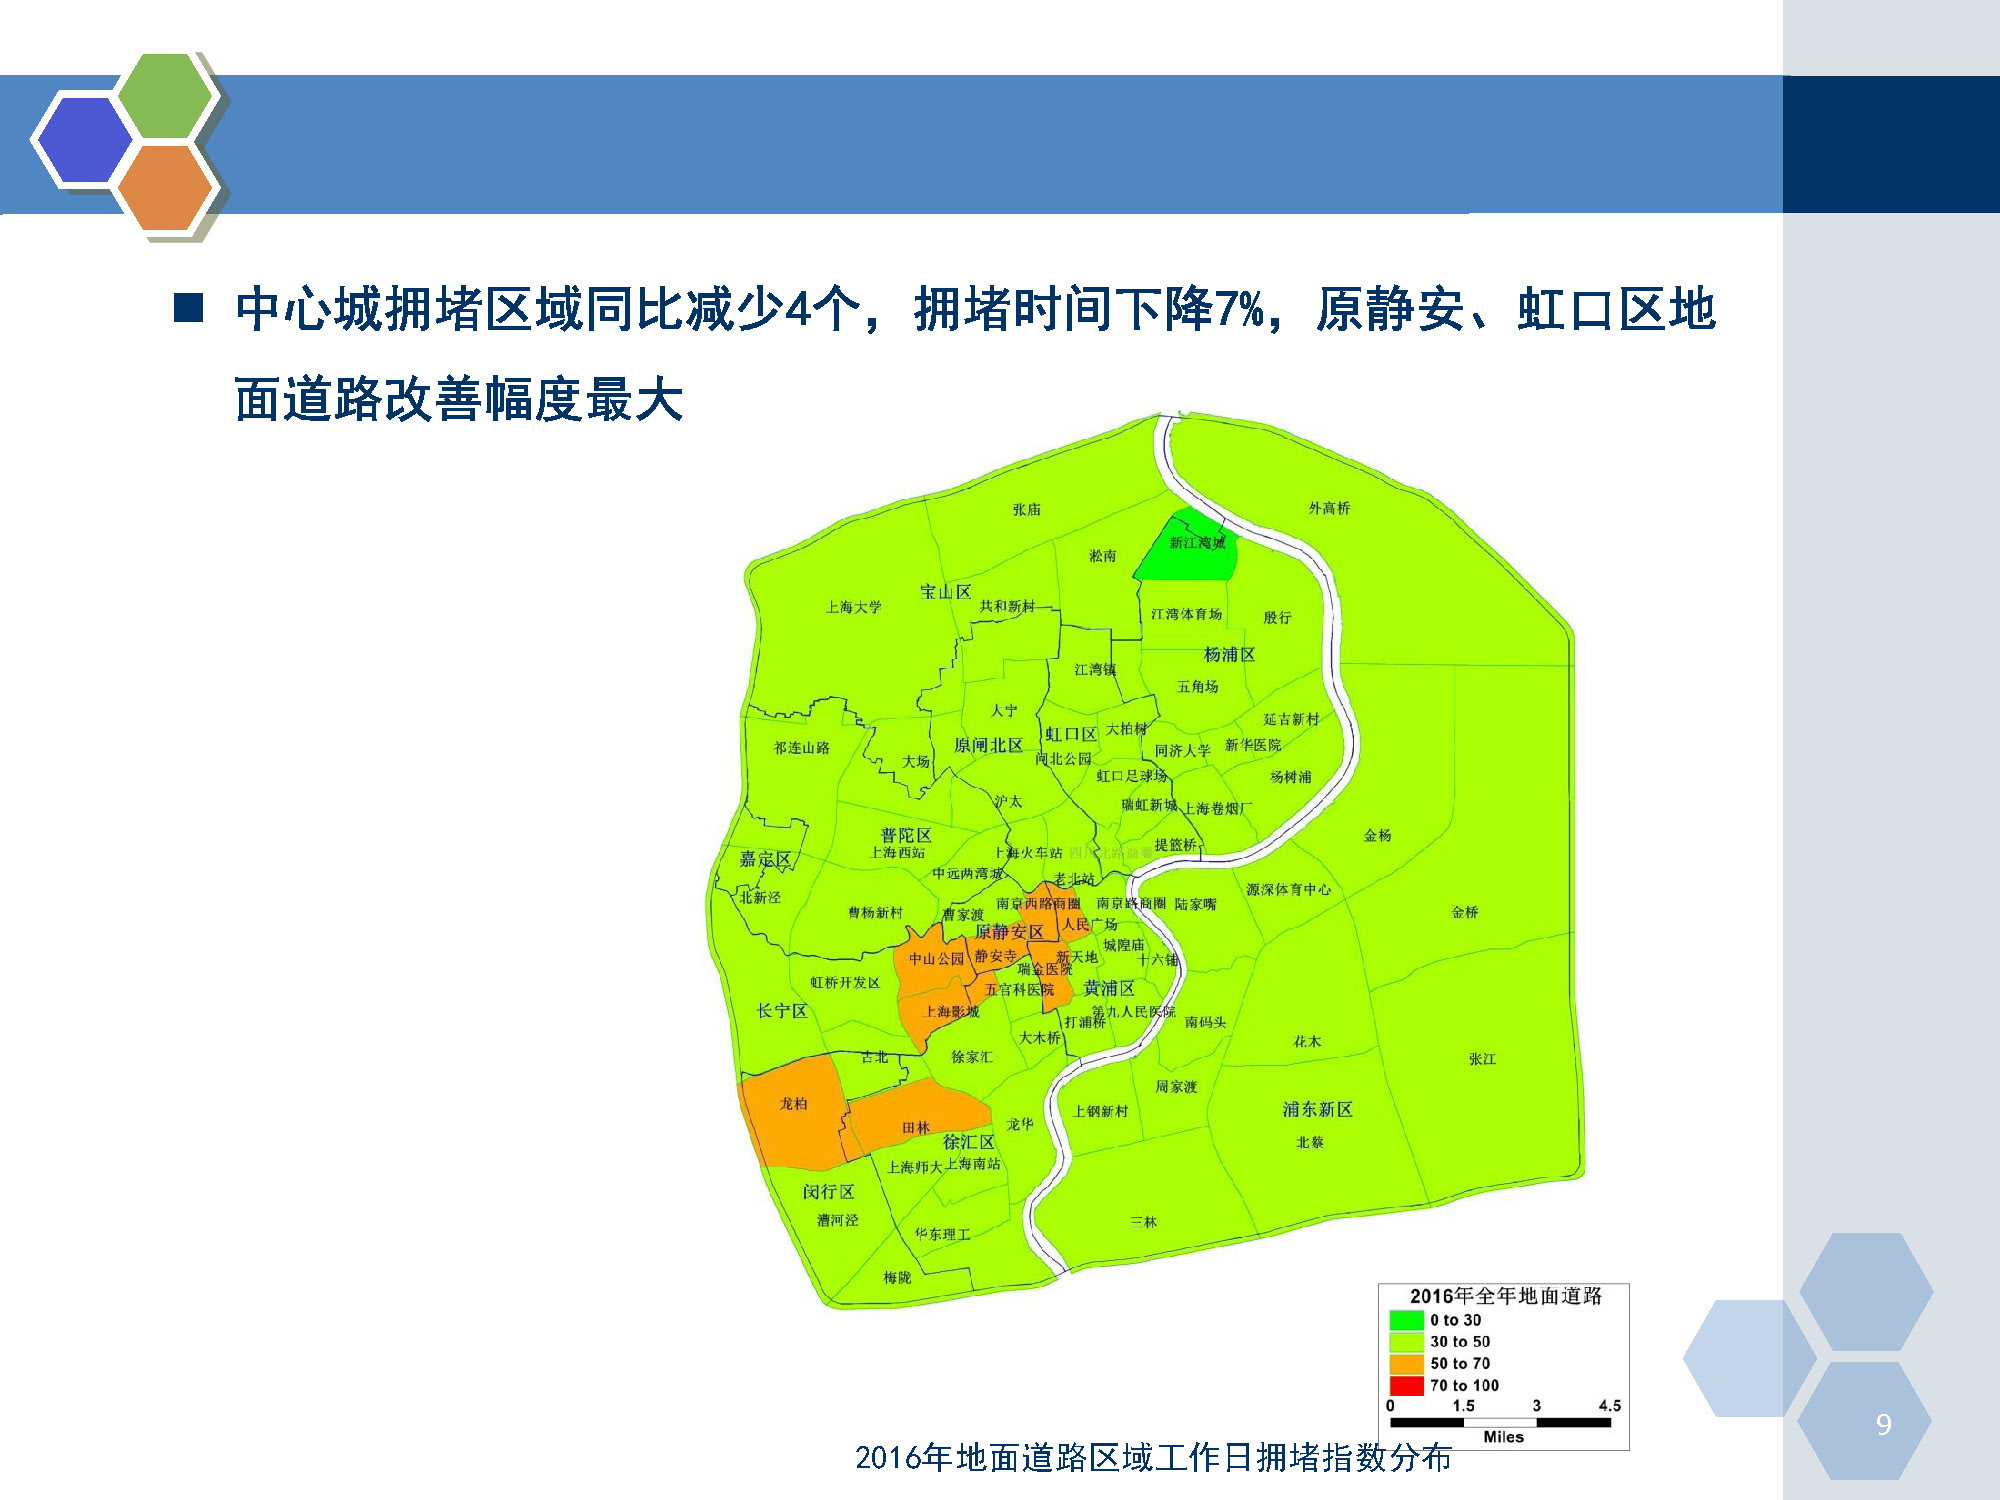 ■ 中心城拥堵区域同比减少4个，拥堵时间下降7%，原静安、虹口区地
面道路改善幅度最大
张庙
外高桥
淞南
新江湾城
宝山区
上海大学
共和新村
江湾体育场
殷行
杨浦区
江湾镇
五角场
大宁
延吉新村
虹口区
大柏树
祁连山路
原闸北区
同济大学
新华医院
大场
闸北公园
虹口足球场
杨树浦
沪太
瑞虹新城
上海卷烟厂
普陀区
金杨
嘉定区
上海西站
上海火车站
四川北路商圈
提篮桥
中远两湾城
老北站
北新泾
源深体育中心
曹杨新村
曹家渡
南京西路商圈
南京路商圈
陆家嘴
金桥
原静安区
人民广场
中山公园
静安寺
新天地
城隍庙
十六铺
瑞金医院
虹桥开发区
五官科医院
黄浦区
长宁区
上海影城
第九人民医院
打浦桥
南码头
大木桥
花木
古北
徐家汇
张江
周家渡
龙柏
上钢新村
浦东新区
田林
龙华
徐汇区
北蔡
上海师大
上海南站
闵行区
漕河泾
三林
华东理工
梅陇
2016年全年地面道路
0 to 30
30 to 50
50 to 70
70 to 100
0 1.5 3 4.5
Miles
2016年地面道路区域工作日拥堵指数分布
9